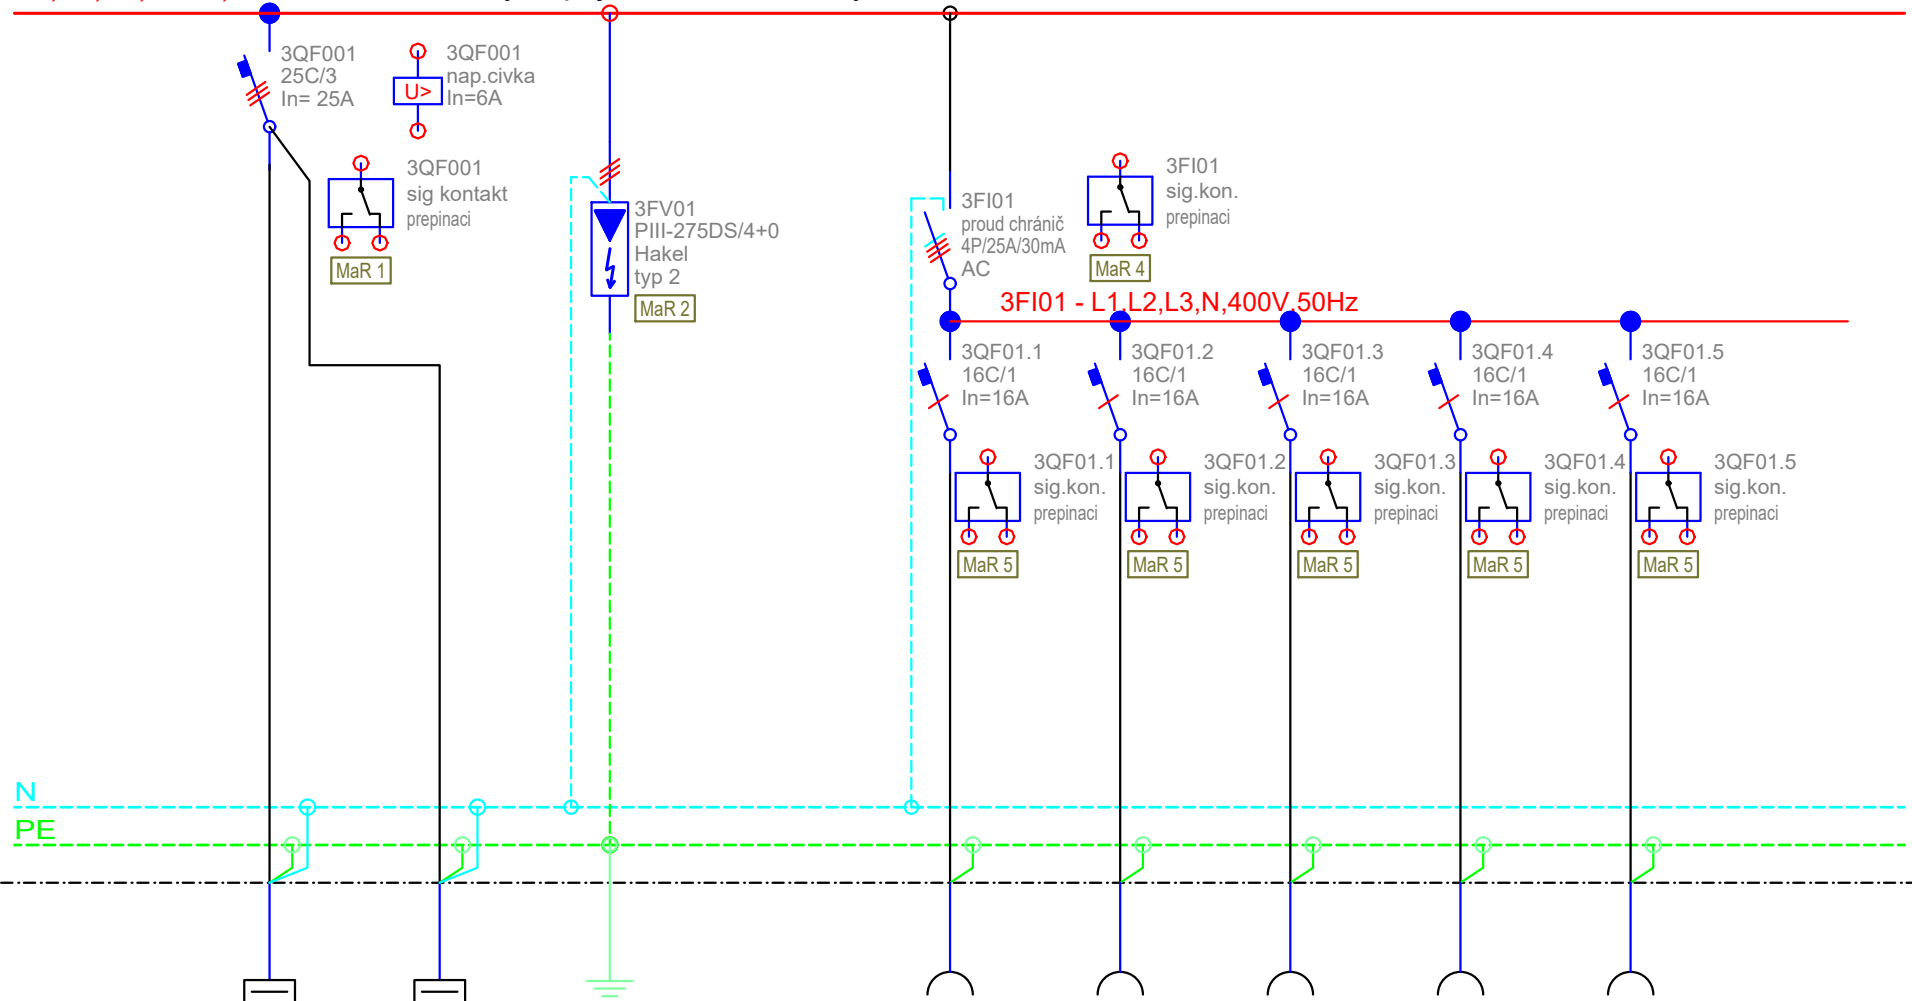 3QF001
25C/3
In= 25A
3QF001
nap.civka
In=6A
U>
3QF001
sig kontakt
prepinaci
MaR 1
3FV01
PIII-275DS/4+0
Hakel
typ 2
MaR 2
3FI01
proud chránič
4P/25A/30mA
AC
3FI01
sig.kon.
prepinaci
MaR 4
3FI01 - L1,L2,L3,N,400V,50Hz
3QF01.1
16C/1
In=16A
3QF01.2
16C/1
In=16A
3QF01.3
16C/1
In=16A
3QF01.4
16C/1
In=16A
3QF01.5
16C/1
In=16A
3QF01.1
sig.kon.
prepinaci
MaR 5
3QF01.2
sig.kon.
prepinaci
MaR 5
3QF01.3
sig.kon.
prepinaci
MaR 5
3QF01.4
sig.kon.
prepinaci
MaR 5
3QF01.5
sig.kon.
prepinaci
MaR 5
N
PE